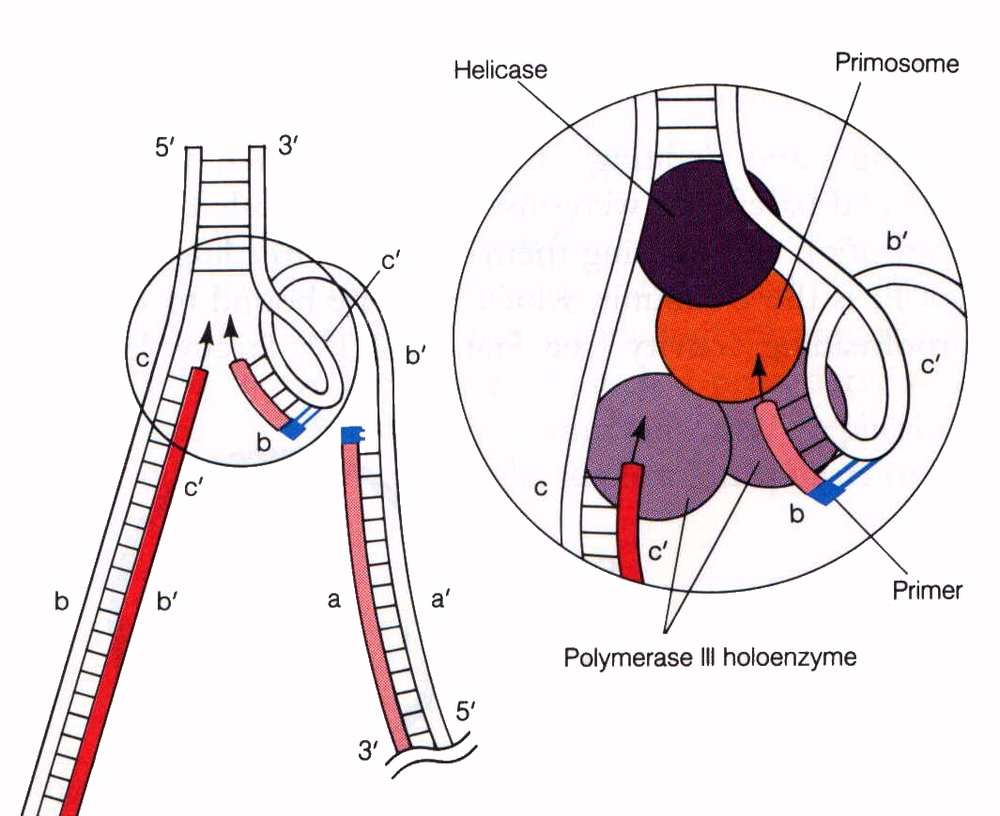 Helicase
Primosome
5′
3′
c′
b′
c
b′
c′
b
c′
c
b
c′
Primer
b
b′
a
a′
Polymerase III holoenzyme
5′
3′